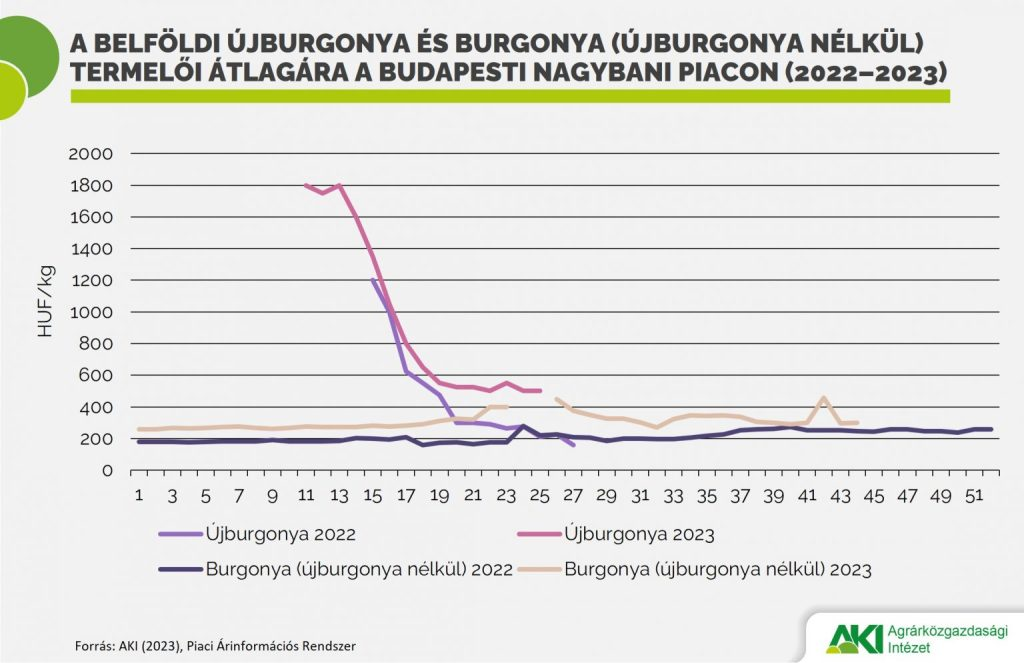 A BELFÖLDI ÚJBURGONYA ÉS BURGONYA (ÚJBURGONYA NÉLKÜL)
TERMELŐI ÁTLAGÁRA A BUDAPESTI NAGYBANI PIACON (2022–2023)
HUF/kg
2000
1800
1600
1400
1200
1000
800
600
400
200
0
1 3 5 7 9 11 13 15 17 19 21 23 25 27 29 31 33 35 37 39 41 43 45 47 49 51
Újburgonya 2022 Újburgonya 2023
Burgonya (újburgonya nélkül) 2022 Burgonya (újburgonya nélkül) 2023
Forrás: AKI (2023), Piaci Árinformációs Rendszer
AKI Agrárközgazdasági
Intézet